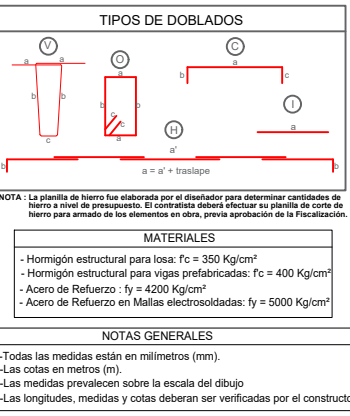 TIPOS DE DOBLADOS
V
a a
b b
c
O
a
b b
c
c
a
C
a
b c
I
a
H
a'
b b
a = a' + traslape
NOTA : La planilla de hierro fue elaborada por el diseñador para determinar cantidades de
hierro a nivel de presupuesto. El contratista deberá efectuar su planilla de corte de
hierro para armado de los elementos en obra, previa aprobación de la Fiscalización.
MATERIALES
- Hormigón estructural para losa: f'c = 350 Kg/cm²
- Hormigón estructural para vigas prefabricadas: f'c = 400 Kg/cm²
- Acero de Refuerzo : fy = 4200 Kg/cm²
- Acero de Refuerzo en Mallas electrosoldadas: fy = 5000 Kg/cm²
NOTAS GENERALES
-Todas las medidas están en milímetros (mm).
-Las cotas en metros (m).
-Las medidas prevalecen sobre la escala del dibujo
-Las longitudes, medidas y cotas deberan ser verificadas por el constructo